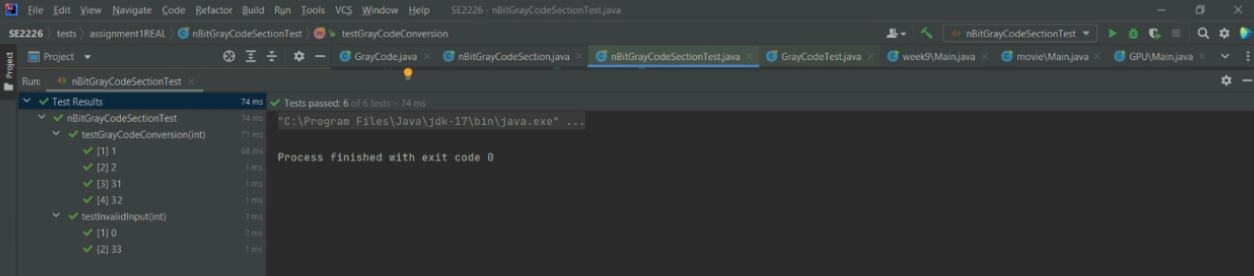 File Edit View Navigate Code Refactor Build Run Tools VCS Window Help SE2226 - nBitGrayCodeSectionTest.java
SE2226 › tests › assignment1REAL › nBitGrayCodeSectionTest › testGrayCodeConversion nBitGrayCodeSectionTest
Project Project GrayCode.java nBitGrayCodeSection.java nBitGrayCodeSectionTest.java GrayCodeTest.java week9\Main.java movie\Main.java GPU\Main.java
Run: nBitGrayCodeSectionTest
Test Results 74 ms Tests passed: 6 of 6 tests – 74 ms
nBitGrayCodeSectionTest 74 ms "C:\Program Files\Java\jdk-17\bin\java.exe" ...
testGrayCodeConversion(int) 71 ms
[1] 1 68 ms
[2] 2 1 ms Process finished with exit code 0
[3] 31 1 ms
[4] 32 1 ms
testInvalidInput(int) 3 ms
[1] 0 2 ms
[2] 33 1 ms